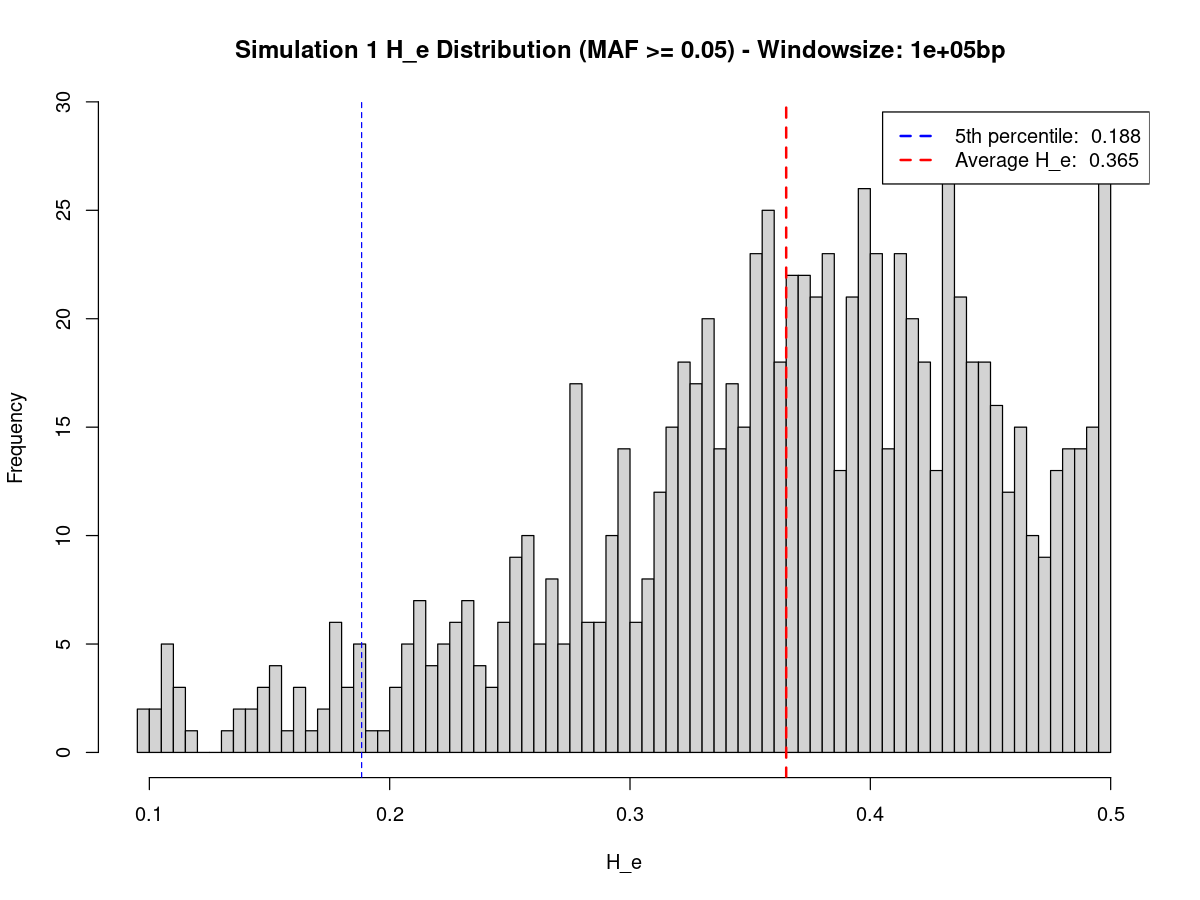 Simulation 1 H_e Distribution (MAF >= 0.05) - Windowsize: 1e+05bp
5th percentile: 0.188
Average H_e: 0.365
Frequency
30
25
20
15
10
5
0
0.1 0.2 0.3 0.4 0.5
H_e